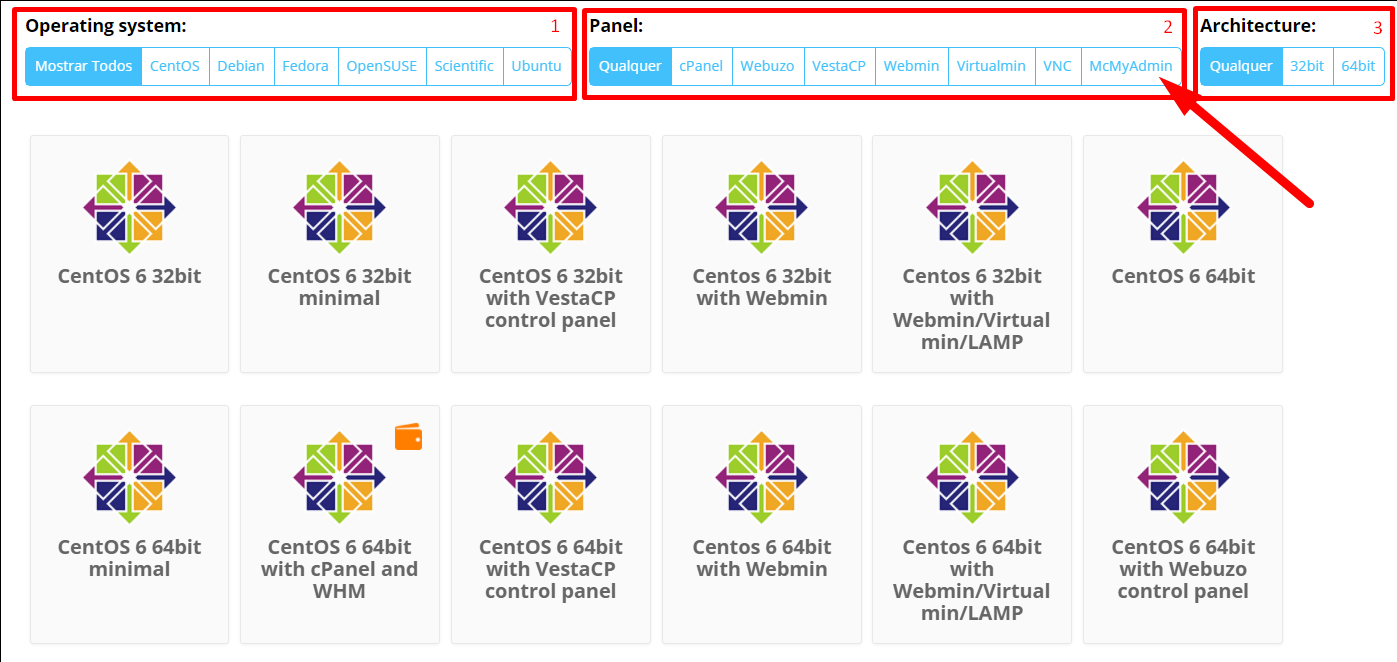 Operating system: 1
Mostrar Todos CentOS Debian Fedora OpenSUSE Scientific Ubuntu
Panel: 2
Qualquer cPanel Webuzo VestaCP Webmin Virtualmin VNC McMyAdmin
Architecture: 3
Qualquer 32bit 64bit
CentOS 6 32bit
CentOS 6 32bit
minimal
CentOS 6 32bit
with VestaCP
control panel
Centos 6 32bit
with Webmin
Centos 6 32bit
with
Webmin/Virtual
min/LAMP
CentOS 6 64bit
CentOS 6 64bit
minimal
CentOS 6 64bit
with cPanel and
WHM
CentOS 6 64bit
with VestaCP
control panel
Centos 6 64bit
with Webmin
Centos 6 64bit
with
Webmin/Virtual
min/LAMP
CentOS 6 64bit
with Webuzo
control panel